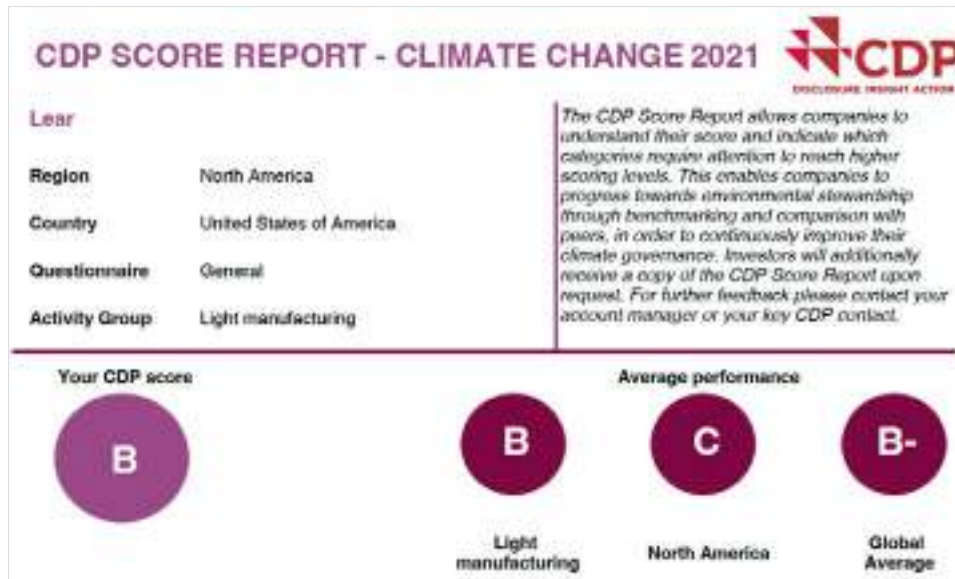 CDP SCORE REPORT - CLIMATE CHANGE 2021
CDP
DISCLOSURE INSIGHT ACTION
Lear
Region North America
Country United States of America
Questionnaire General
Activity Group Light manufacturing
The CDP Score Report allows companies to
understand their score and indicate which
categories require attention to reach higher
scoring levels. This enables companies to
progress towards environmental stewardship
through benchmarking and comparison with
peers, in order to continuously improve their
climate governance. Investors will additionally
receive a copy of the CDP Score Report upon
request. For further feedback please contact your
account manager or your key CDP contact.
Your CDP score
B
Average performance
B
C
B-
Light
manufacturing
North America
Global
Average